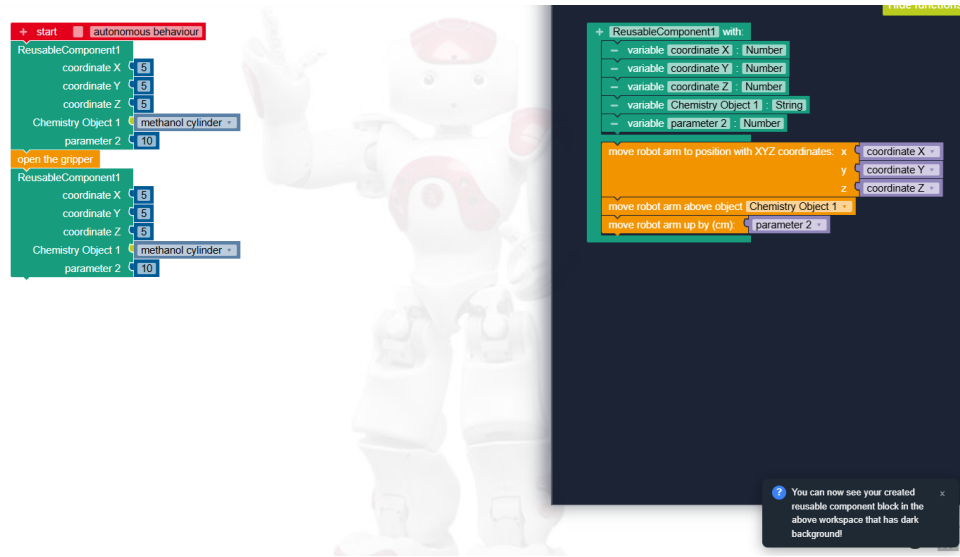 Hide functions
+ start autonomous behaviour
ReusableComponent1
coordinate X 5
coordinate Y 5
coordinate Z 5
Chemistry Object 1 methanol cylinder
parameter 2 10
open the gripper
ReusableComponent1
coordinate X 5
coordinate Y 5
coordinate Z 5
Chemistry Object 1 methanol cylinder
parameter 2 10
+ ReusableComponent1 with:
− variable coordinate X : Number
− variable coordinate Y : Number
− variable coordinate Z : Number
− variable Chemistry Object 1 : String
− variable parameter 2 : Number
move robot arm to position with XYZ coordinates: x coordinate X
y coordinate Y
z coordinate Z
move robot arm above object Chemistry Object 1
move robot arm up by (cm): parameter 2
? You can now see your created x
reusable component block in the
above workspace that has dark
background!